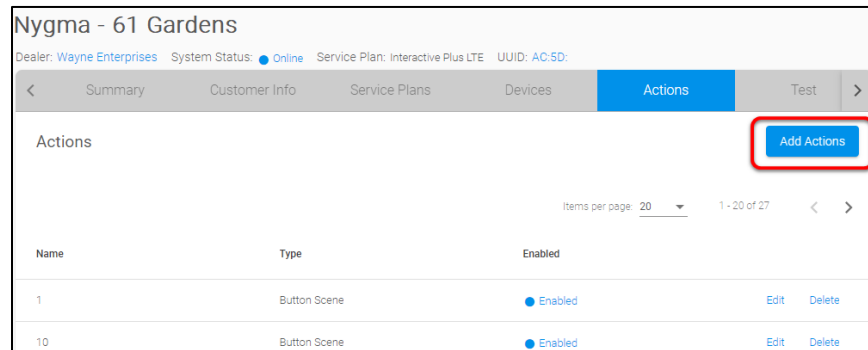 Nygma - 61 Gardens
Dealer: Wayne Enterprises System Status: Online Service Plan: Interactive Plus LTE UUID: AC:5D:
< Summary Customer Info Service Plans Devices Actions Test >
Actions Add Actions
Items per page: 20 1 - 20 of 27 < >
Name Type Enabled
1 Button Scene Enabled Edit Delete
10 Button Scene Enabled Edit Delete